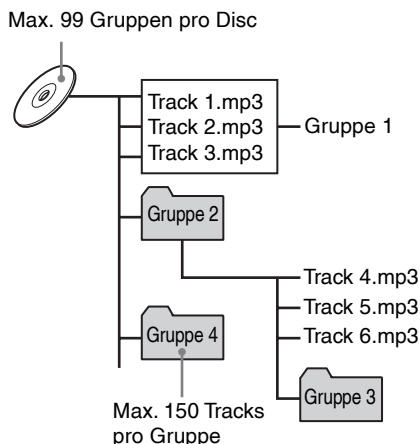 Max. 99 Gruppen pro Disc
Track 1.mp3
Track 2.mp3
Track 3.mp3
Gruppe 1
Gruppe 2
Track 4.mp3
Track 5.mp3
Track 6.mp3
Gruppe 4
Gruppe 3
Max. 150 Tracks
pro Gruppe